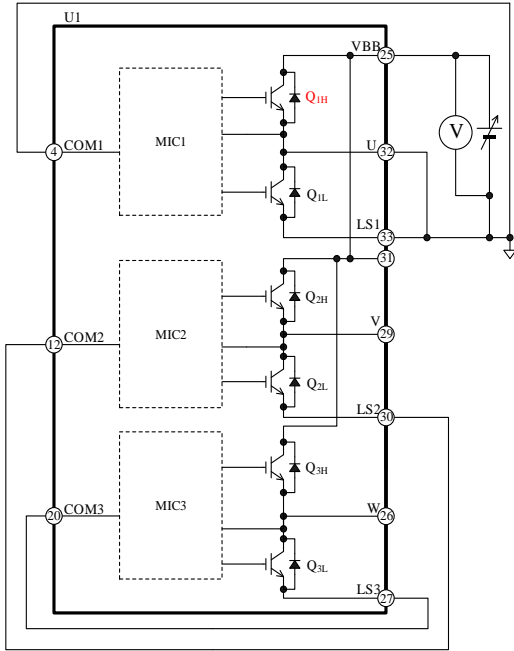 U1
VBB
25
Q1H
V
4
COM1
MIC1
U
32
Q1L
LS1
33
31
Q2H
12
COM2
MIC2
V
29
Q2L
LS2
30
Q3H
20
COM3
MIC3
W
26
Q3L
LS3
27